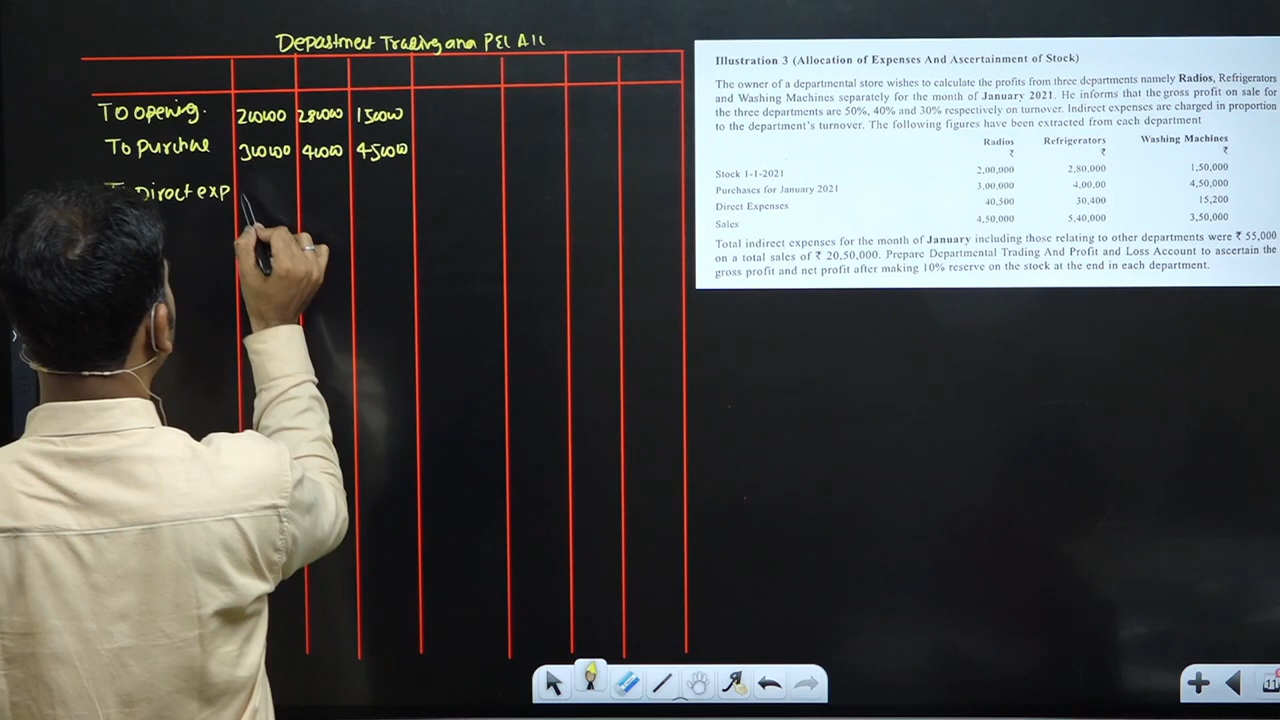 Department Trading and P&L A/c
To opening. 200000 280000 150000
To purchase 300000 40000 450000
To Direct exp
Illustration 3 (Allocation of Expenses And Ascertainment of Stock)
The owner of a departmental store wishes to calculate the profits from three departments namely Radios, Refrigerators
and Washing Machines separately for the month of January 2021. He informs that the gross profit on sale for
the three departments are 50%, 40% and 30% respectively on turnover. Indirect expenses are charged in proportion
to the department's turnover. The following figures have been extracted from each department
Radios Refrigerators Washing Machines
₹ ₹ ₹
Stock 1-1-2021 2,00,000 2,80,000 1,50,000
Purchases for January 2021 3,00,000 4,00,00 4,50,000
Direct Expenses 40,500 30,400 15,200
Sales 4,50,000 5,40,000 3,50,000
Total indirect expenses for the month of January including those relating to other departments were ₹ 55,000
on a total sales of ₹ 20,50,000. Prepare Departmental Trading And Profit and Loss Account to ascertain the
gross profit and net profit after making 10% reserve on the stock at the end in each department.
11